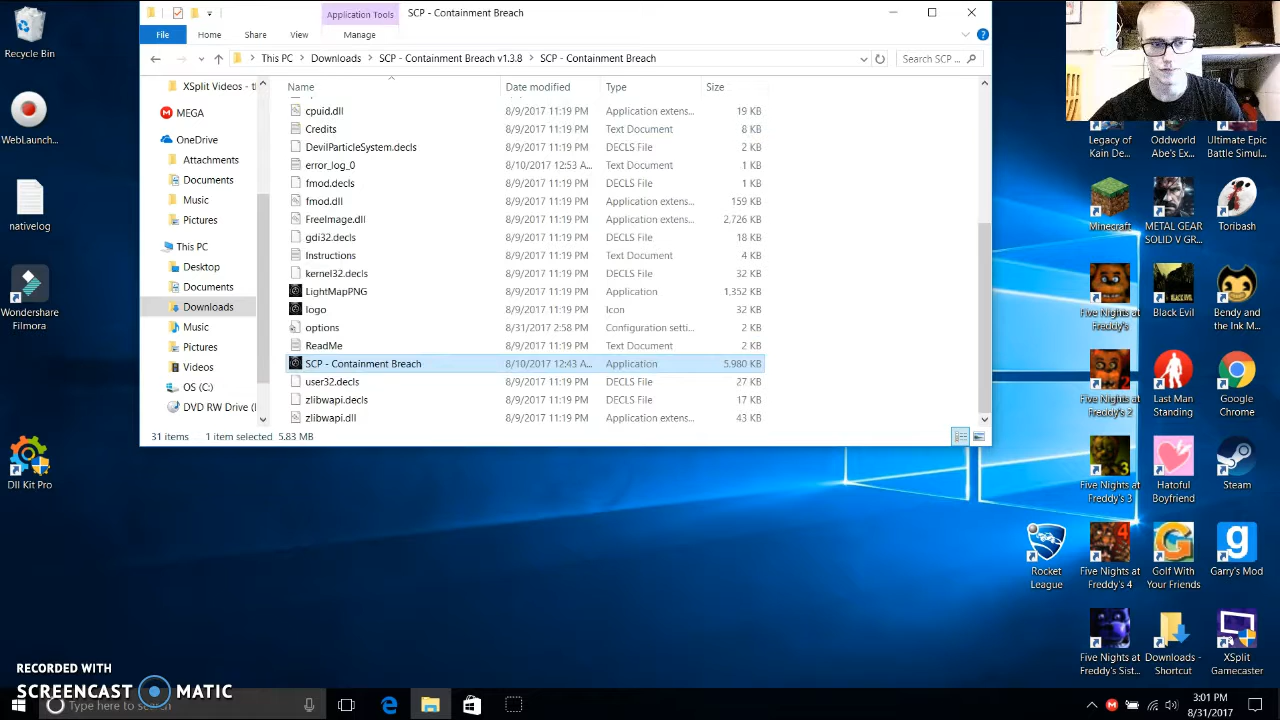 Recycle Bin
WebLaunch...
nativelog
Wondershare
Filmora
Dll Kit Pro
Application Tools
SCP - Containment Breach
File
Home
Share
View
Manage
This PC
Downloads
SCP - Containment Breach v1.3.8
SCP - Containment Breach
Search SCP ...
XSplit Videos - t
MEGA
OneDrive
Attachments
Documents
Music
Pictures
This PC
Desktop
Documents
Downloads
Music
Pictures
Videos
OS (C:)
DVD RW Drive (
Name Date modified Type Size
cpuid.dll 8/9/2017 11:19 PM Application extens... 19 KB
Credits 8/9/2017 11:19 PM Text Document 8 KB
DevilParticleSystem.decls 8/9/2017 11:19 PM DECLS File 2 KB
error_log_0 8/10/2017 12:53 A... Text Document 1 KB
fmod.decls 8/9/2017 11:19 PM DECLS File 1 KB
fmod.dll 8/9/2017 11:19 PM Application extens... 159 KB
FreeImage.dll 8/9/2017 11:19 PM Application extens... 2,726 KB
gdi32.decls 8/9/2017 11:19 PM DECLS File 18 KB
Instructions 8/9/2017 11:19 PM Text Document 4 KB
kernel32.decls 8/9/2017 11:19 PM DECLS File 32 KB
LightMapPNG 8/9/2017 11:19 PM Application 1,352 KB
logo 8/9/2017 11:19 PM Icon 32 KB
options 8/31/2017 2:58 PM Configuration setti... 2 KB
ReadMe 8/9/2017 11:19 PM Text Document 2 KB
SCP - Containment Breach 8/10/2017 12:43 A... Application 5,980 KB
user32.decls 8/9/2017 11:19 PM DECLS File 27 KB
zlibwapi.decls 8/9/2017 11:19 PM DECLS File 17 KB
zlibwapi.dll 8/9/2017 11:19 PM Application extens... 43 KB
31 items 1 item selected 5.83 MB
Legacy of
Kain De...
Oddworld
Abe's Ex...
Ultimate Epic
Battle Simul...
Minecraft
METAL GEAR
SOLID V GR...
Toribash
Five Nights at
Freddy's
BLACK EVIL
Black Evil
Bendy and
the Ink M...
2
Five Nights at
Freddy's 2
Last Man
Standing
Google
Chrome
3
Five Nights at
Freddy's 3
Hatoful
Boyfriend
Steam
Rocket
League
4
Five Nights at
Freddy's 4
G
Golf With
Your Friends
g
Garry's Mod
Five Nights at
Freddy's Sist...
Downloads -
Shortcut
XSplit
Gamecaster
RECORDED WITH
SCREENCAST MATIC
Type here to search
3:01 PM
8/31/2017